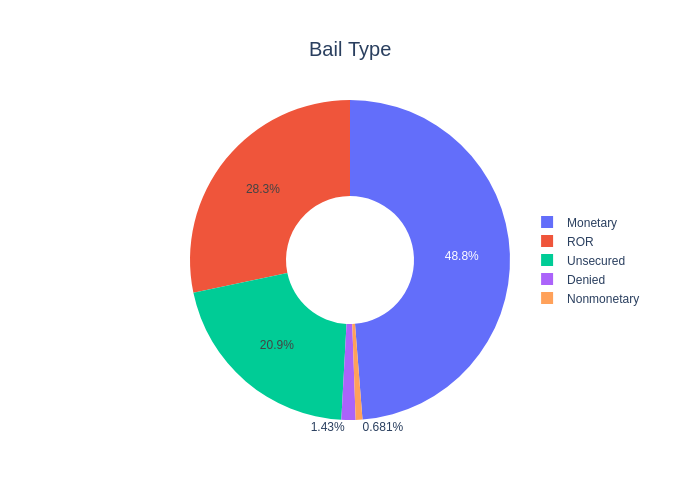 Bail Type
28.3%
48.8%
20.9%
1.43%
0.681%
Monetary
ROR
Unsecured
Denied
Nonmonetary